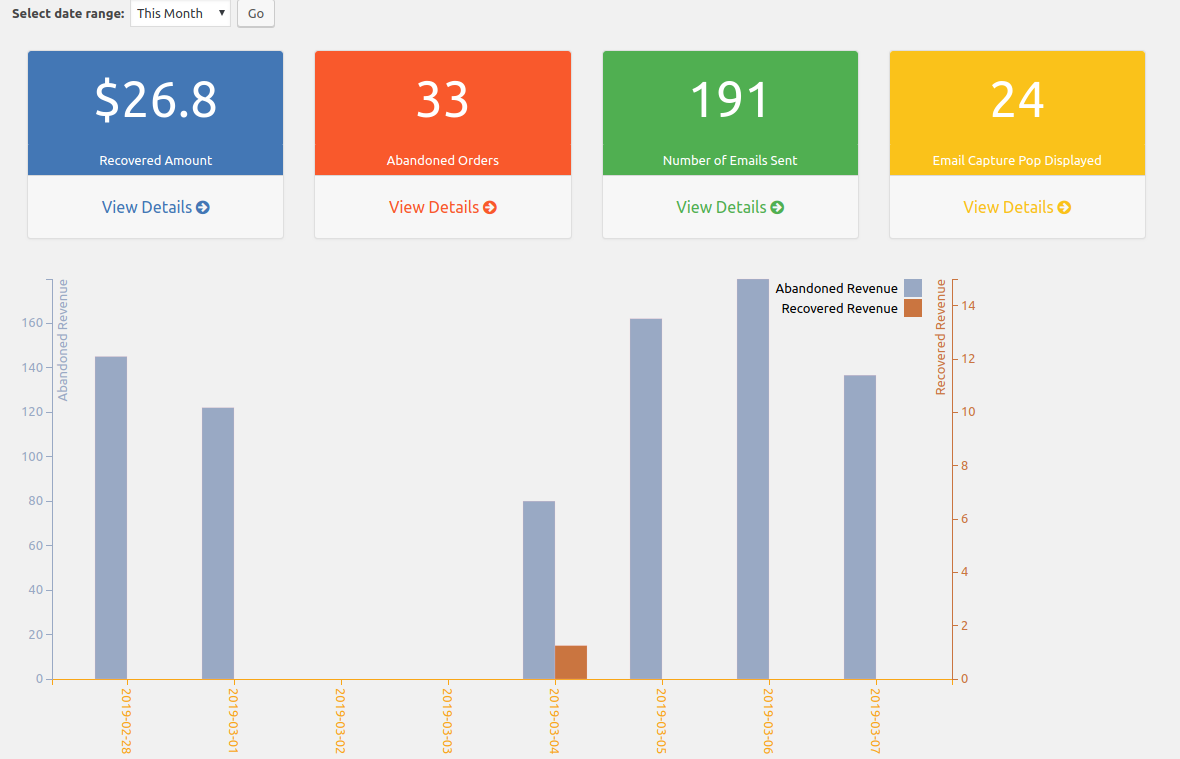 Select date range: This Month Go
$26.8
Recovered Amount
View Details
33
Abandoned Orders
View Details
191
Number of Emails Sent
View Details
24
Email Capture Pop Displayed
View Details
Abandoned Revenue
160
140
120
100
80
60
40
20
0
Abandoned Revenue
Recovered Revenue
Recovered Revenue
14
12
10
8
6
4
2
0
2019-02-28
2019-03-01
2019-03-02
2019-03-03
2019-03-04
2019-03-05
2019-03-06
2019-03-07